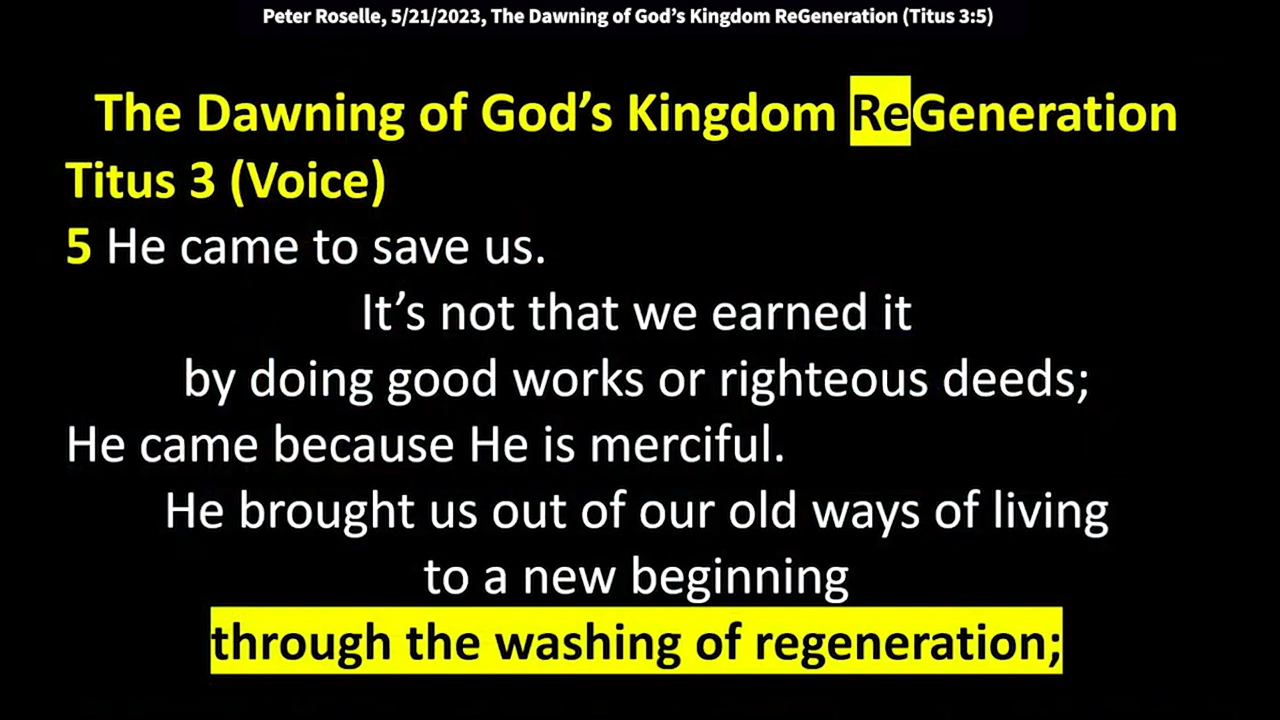 Peter Roselle, 5/21/2023, The Dawning of God’s Kingdom ReGeneration (Titus 3:5)
The Dawning of God’s Kingdom ReGeneration
Titus 3 (Voice)
5 He came to save us.
It’s not that we earned it
by doing good works or righteous deeds;
He came because He is merciful.
He brought us out of our old ways of living
to a new beginning
through the washing of regeneration;